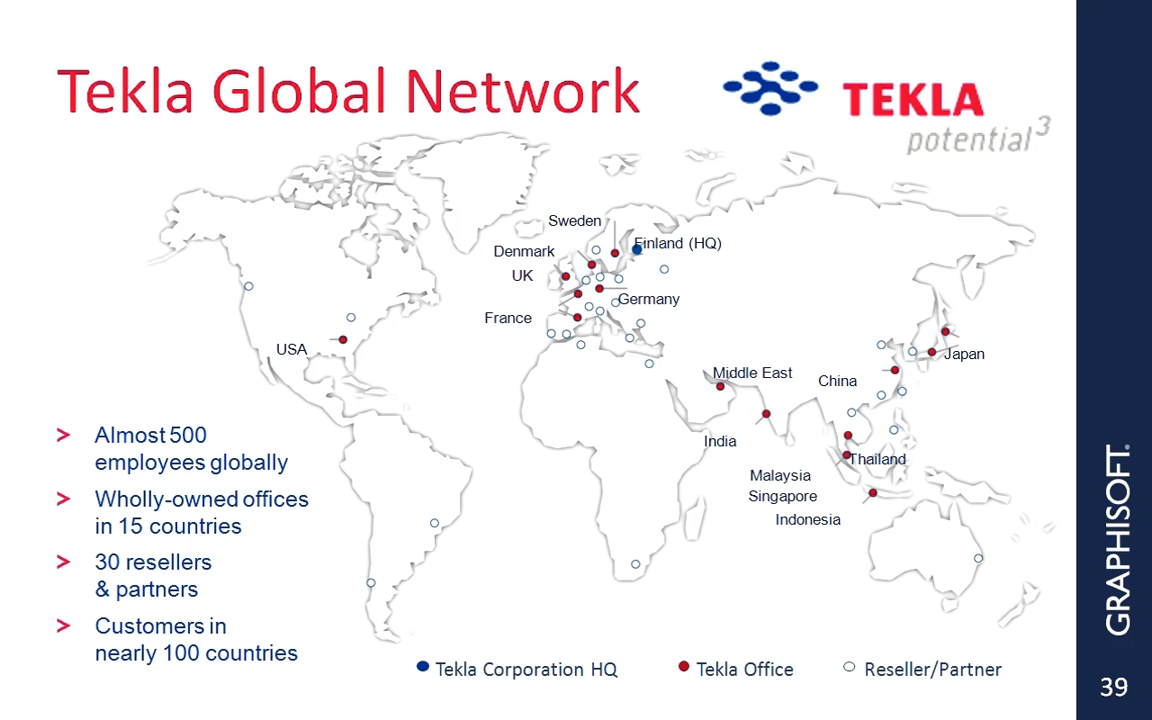 Tekla Global Network
TEKLA
potential³
Sweden
Finland (HQ)
Denmark
UK
Germany
France
USA
Japan
Middle East
China
India
Thailand
Malaysia
Singapore
Indonesia
> Almost 500
employees globally
> Wholly-owned offices
in 15 countries
> 30 resellers
& partners
> Customers in
nearly 100 countries
Tekla Corporation HQ
Tekla Office
Reseller/Partner
GRAPHISOFT.
39